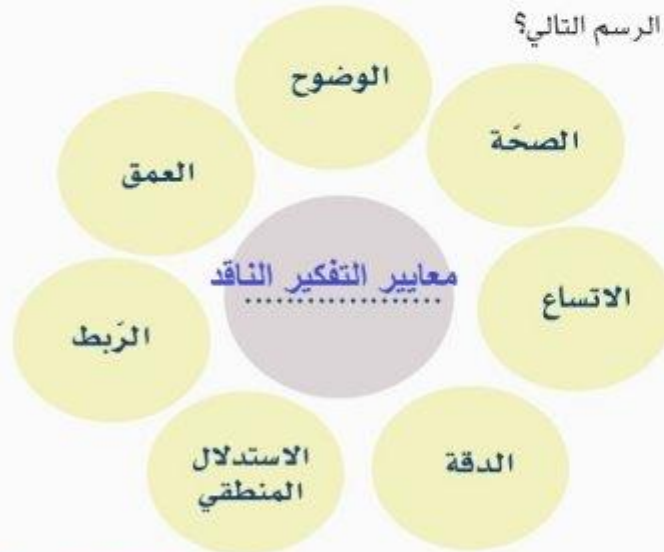 الرسم التالي؟
الوضوح
الصحّة
العمق
معايير التفكير الناقد
...................
الاتساع
الرّبط
الدقة
الاستدلال
المنطقي